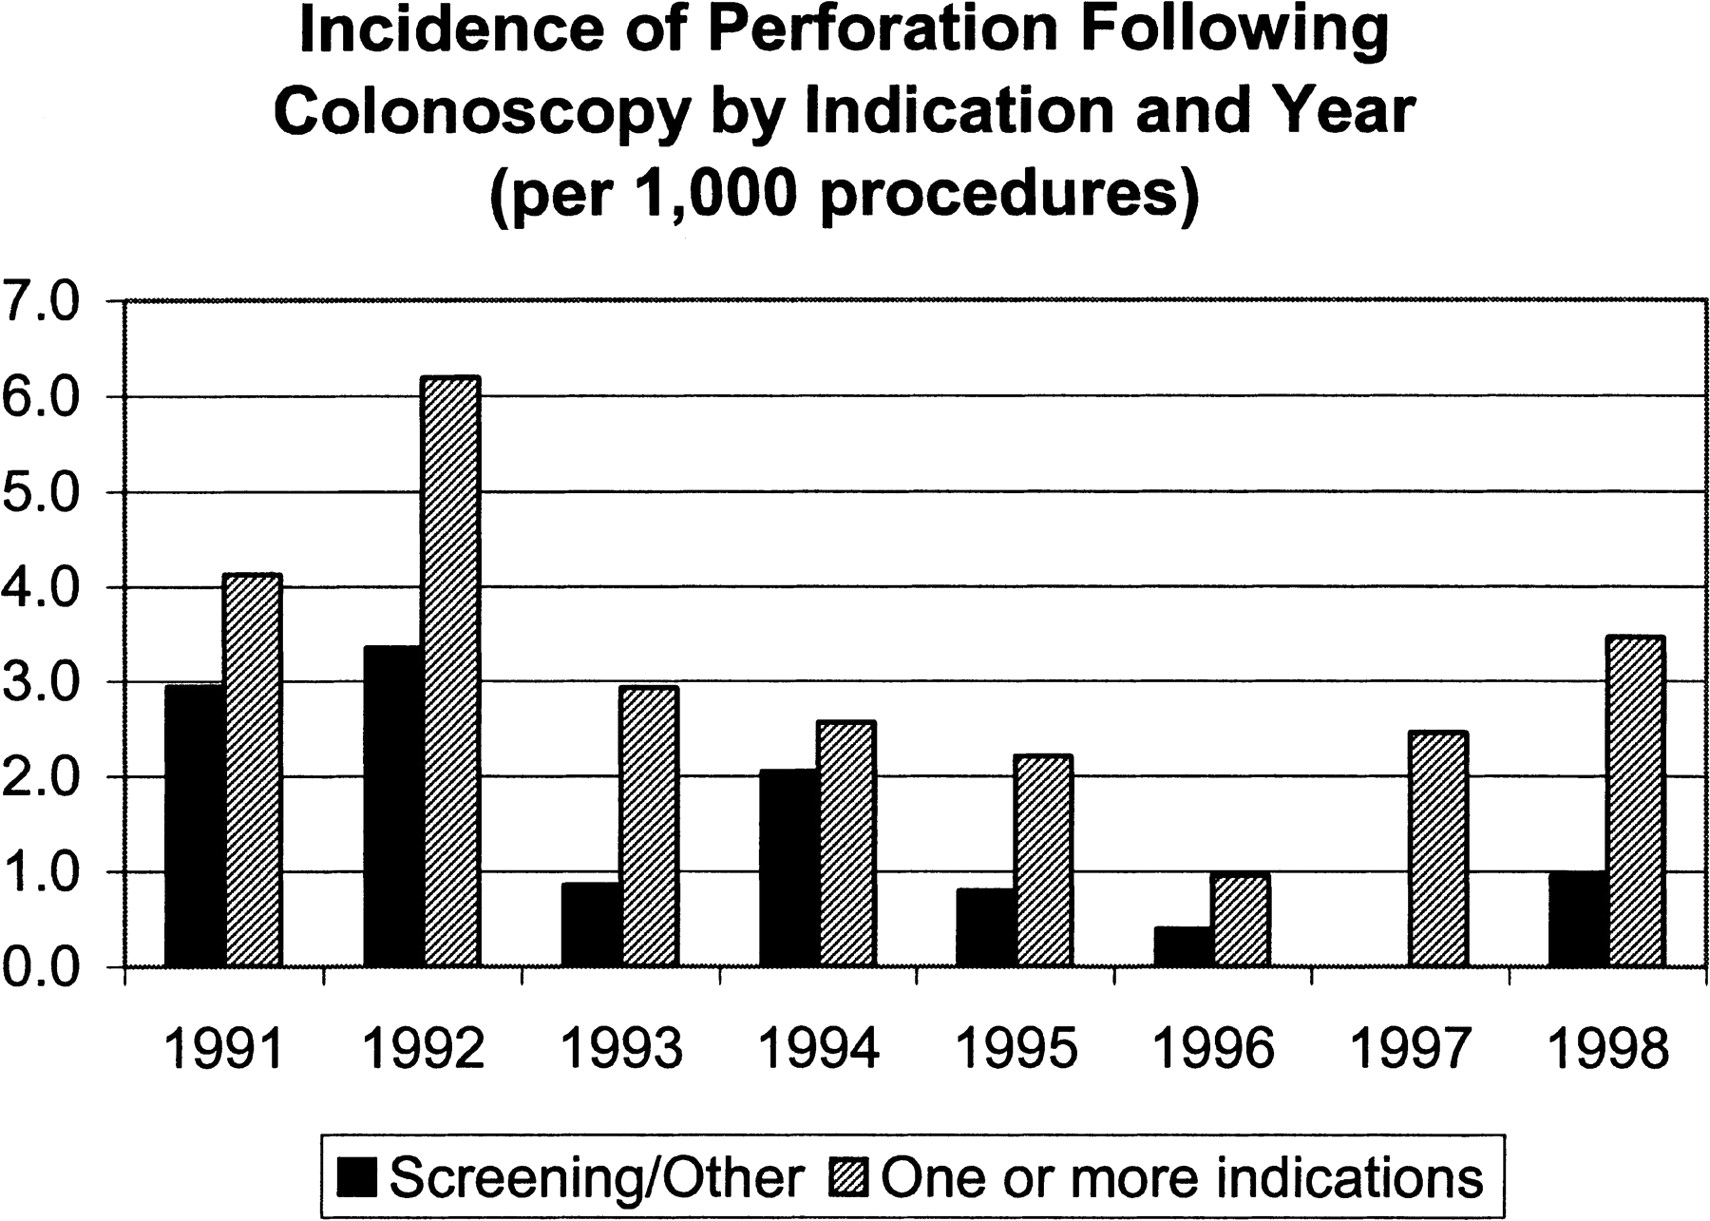 Incidence of Perforation Following
Colonoscopy by Indication and Year
(per 1,000 procedures)
7.0
6.0
5.0
4.0
3.0
2.0
1.0
0.0
1991 1992 1993 1994 1995 1996 1997 1998
Screening/Other One or more indications